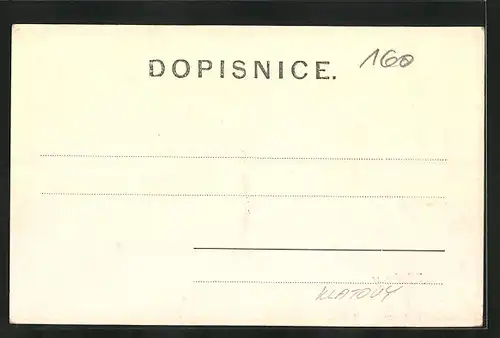 DOPISNICE.
160
KLATOVY